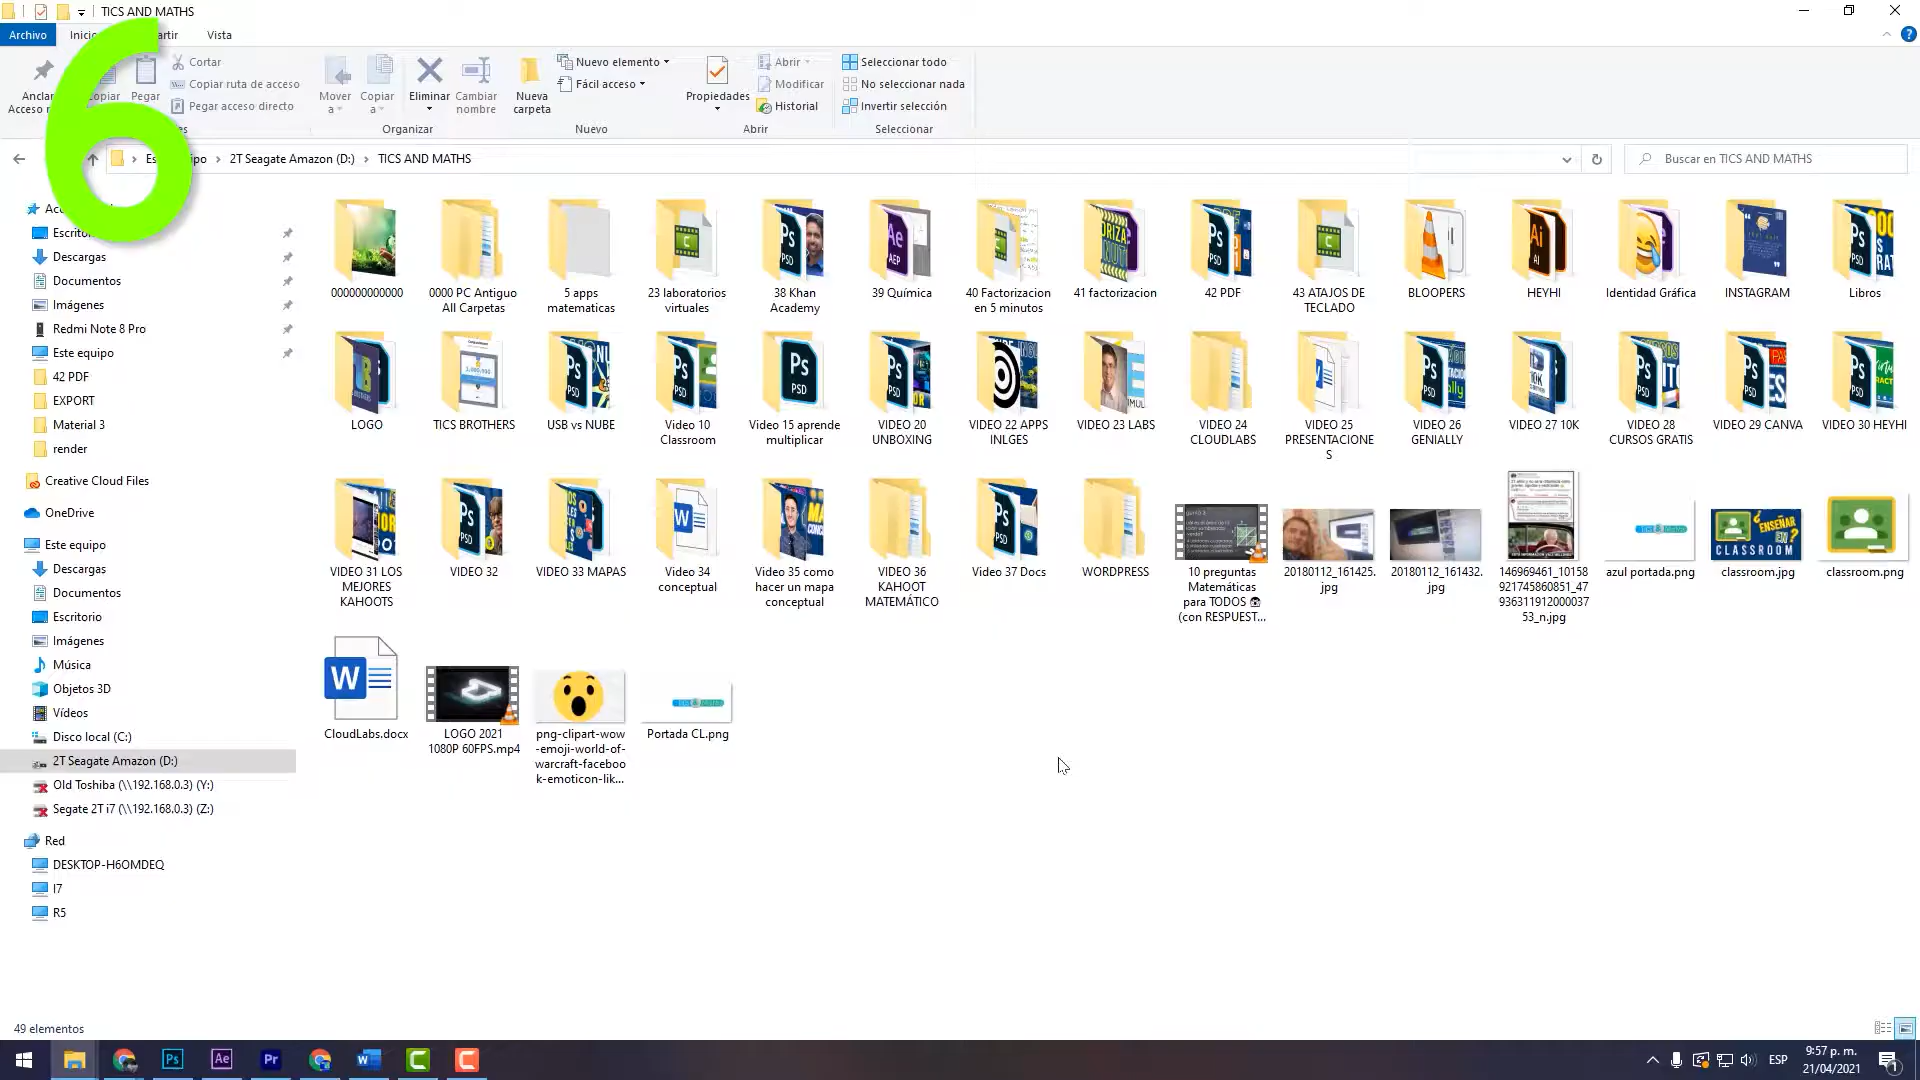 TICS AND MATHS
Archivo
Vista
Cortar
Copiar ruta de acceso
Pegar acceso directo
Pegar
Mover a
Copiar a
Eliminar
Cambiar nombre
Organizar
Nueva carpeta
Nuevo elemento
Fácil acceso
Nuevo
Propiedades
Abrir
Modificar
Historial
Abrir
Seleccionar todo
No seleccionar nada
Invertir selección
Seleccionar
6
2T Seagate Amazon (D:)
TICS AND MATHS
Buscar en TICS AND MATHS
Descargas
Documentos
Imágenes
Redmi Note 8 Pro
Este equipo
42 PDF
EXPORT
Material 3
render
Creative Cloud Files
OneDrive
Este equipo
Descargas
Documentos
Escritorio
Imágenes
Música
Objetos 3D
Vídeos
Disco local (C:)
2T Seagate Amazon (D:)
Old Toshiba (\\192.168.0.3) (Y:)
Segate 2T i7 (\\192.168.0.3) (Z:)
Red
DESKTOP-H6OMDEQ
I7
R5
000000000000
0000 PC Antiguo All Carpetas
5 apps matematicas
23 laboratorios virtuales
38 Khan Academy
39 Química
40 Factorizacion en 5 minutos
41 factorizacion
42 PDF
43 ATAJOS DE TECLADO
BLOOPERS
HEYHI
Identidad Gráfica
INSTAGRAM
Libros
LOGO
TICS BROTHERS
USB vs NUBE
Video 10 Classroom
Video 15 aprende multiplicar
VIDEO 20 UNBOXING
VIDEO 22 APPS INLGES
VIDEO 23 LABS
VIDEO 24 CLOUDLABS
VIDEO 25 PRESENTACIONES
VIDEO 26 GENIALLY
VIDEO 27 10K
VIDEO 28 CURSOS GRATIS
VIDEO 29 CANVA
VIDEO 30 HEYHI
VIDEO 31 LOS MEJORES KAHOOTS
VIDEO 32
VIDEO 33 MAPAS
Video 34 conceptual
Video 35 como hacer un mapa conceptual
VIDEO 36 KAHOOT MATEMÁTICO
Video 37 Docs
WORDPRESS
10 preguntas Matemáticas para TODOS (con RESPUEST...
20180112_161425.jpg
20180112_161432.jpg
146969461_10158921745860851_4793631191200003753_n.jpg
azul portada.png
classroom.jpg
classroom.png
CloudLabs.docx
LOGO 2021 1080P 60FPS.mp4
png-clipart-wow-emoji-world-of-warcraft-facebook-emoticon-lik...
Portada CL.png
49 elementos
ESP
9:57 p. m.
21/04/2021